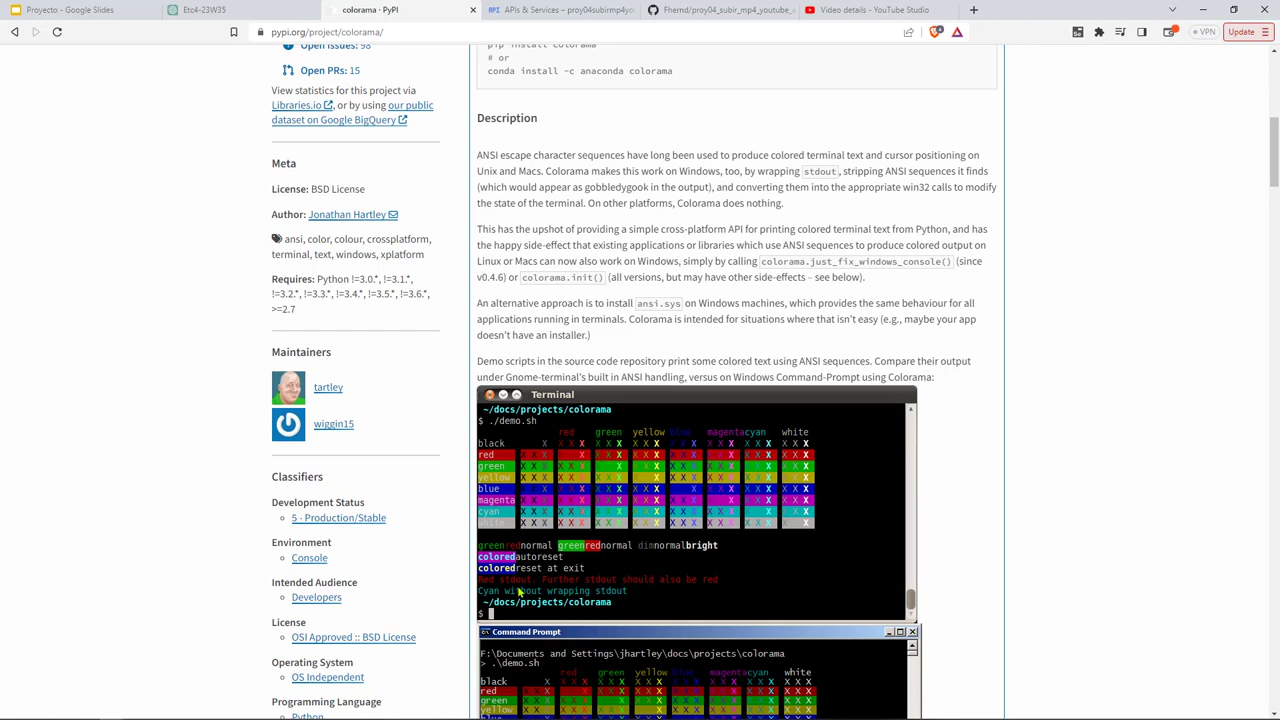 Proyecto - Google Slides
Etc4-23W35
colorama · PyPI
APIs & Services – proy04subirmp4yo
Fhernd/proy04_subir_mp4_youtube_
Video details - YouTube Studio
pypi.org/project/colorama/
VPN
Update
Open issues: 98
Open PRs: 15
View statistics for this project via
Libraries.io, or by using our public
dataset on Google BigQuery
Meta
License: BSD License
Author: Jonathan Hartley
ansi, color, colour, crossplatform,
terminal, text, windows, xplatform
Requires: Python !=3.0.*, !=3.1.*,
!=3.2.*, !=3.3.*, !=3.4.*, !=3.5.*, !=3.6.*,
>=2.7
Maintainers
tartley
wiggin15
Classifiers
Development Status
5 - Production/Stable
Environment
Console
Intended Audience
Developers
License
OSI Approved :: BSD License
Operating System
OS Independent
Programming Language
Python
pip install colorama
# or
conda install -c anaconda colorama
Description
ANSI escape character sequences have long been used to produce colored terminal text and cursor positioning on
Unix and Macs. Colorama makes this work on Windows, too, by wrapping stdout, stripping ANSI sequences it finds
(which would appear as gobbledygook in the output), and converting them into the appropriate win32 calls to modify
the state of the terminal. On other platforms, Colorama does nothing.
This has the upshot of providing a simple cross-platform API for printing colored terminal text from Python, and has
the happy side-effect that existing applications or libraries which use ANSI sequences to produce colored output on
Linux or Macs can now also work on Windows, simply by calling colorama.just_fix_windows_console() (since
v0.4.6) or colorama.init() (all versions, but may have other side-effects – see below).
An alternative approach is to install ansi.sys on Windows machines, which provides the same behaviour for all
applications running in terminals. Colorama is intended for situations where that isn't easy (e.g., maybe your app
doesn't have an installer.)
Demo scripts in the source code repository print some colored text using ANSI sequences. Compare their output
under Gnome-terminal's built in ANSI handling, versus on Windows Command-Prompt using Colorama:
Terminal
~/docs/projects/colorama
$ ./demo.sh
red green yellow blue magentacyan white
black X X X X X X X X X X X X X X X X X X X X X X
red X X X X X X X X X X X X X X X X X X X X X X
green X X X X X X X X X X X X X X X X X X X X X X
yellow X X X X X X X X X X X X X X X X X X X X X X
blue X X X X X X X X X X X X X X X X X X X X X X
magenta X X X X X X X X X X X X X X X X X X X X X X
cyan X X X X X X X X X X X X X X X X X X X X X X
white X X X X X X X X X X X X X X X X X X X X X X
greenrednormal greenrednormal dimnormalbright
coloredautoreset
coloredreset at exit
Red stdout. Further stdout should also be red
Cyan without wrapping stdout
~/docs/projects/colorama
$
Command Prompt
F:\Documents and Settings\jhartley\docs\projects\colorama
> .\demo.sh
red green yellow blue magentacyan white
black X X X X X X X X X X X X X X X X X X X X X X
red X X X X X X X X X X X X X X X X X X X X X X
green X X X X X X X X X X X X X X X X X X X X X X
yellow X X X X X X X X X X X X X X X X X X X X X X